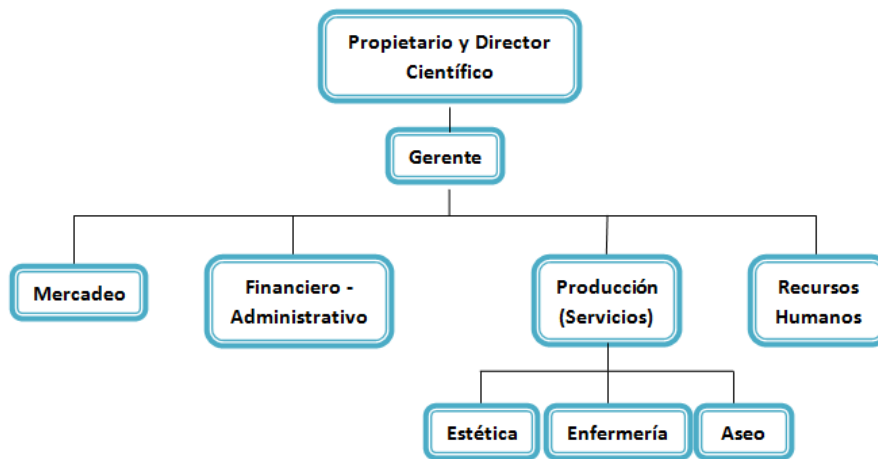 Propietario y Director
Científico
Gerente
Mercadeo
Financiero -
Administrativo
Producción
(Servicios)
Recursos
Humanos
Estética
Enfermería
Aseo